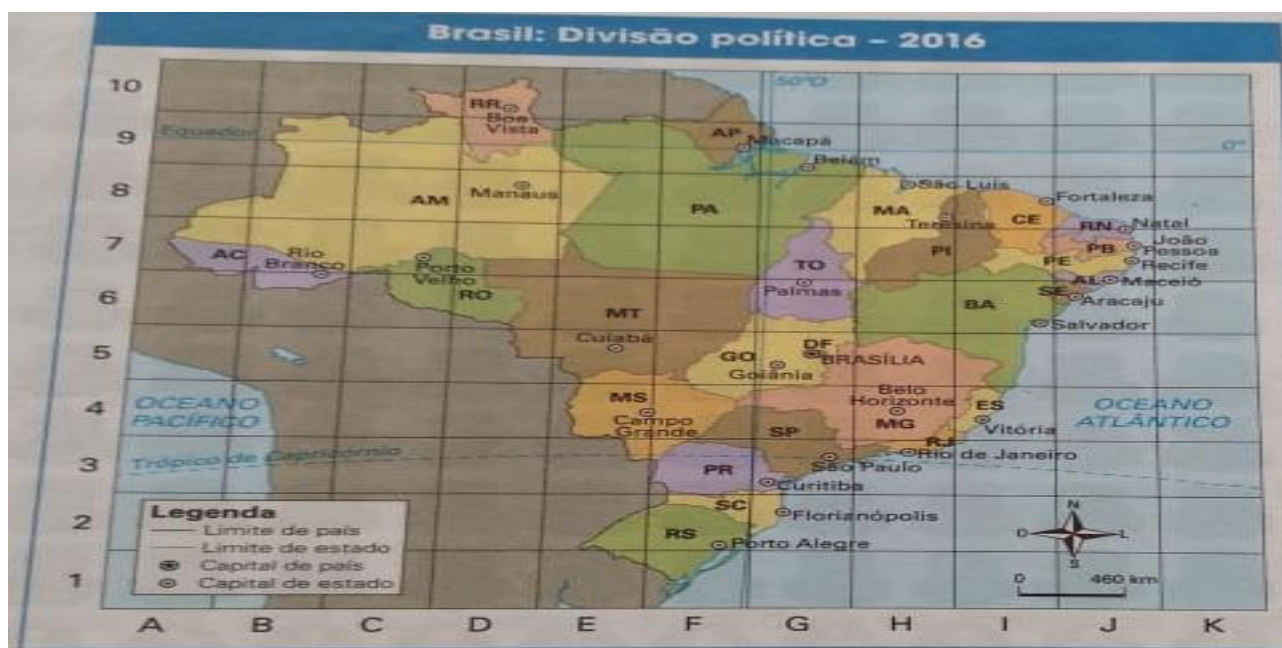 Brasil: Divisão política – 2016
50°O
10
RR
Boa
Vista
AP
Macapá
Equador
0°
9
Belém
8
AM
Manaus
PA
MA
São Luís
Teresina
CE
Fortaleza
RN
Natal
7
AC
Rio
Branco
Porto
Velho
TO
PI
PB
João
Pessoa
PE
Recife
6
RO
MT
Palmas
BA
AL
Maceió
SE
Aracaju
Salvador
5
Cuiabá
GO
Goiânia
DF
BRASÍLIA
4
OCEANO
PACÍFICO
MS
Campo
Grande
SP
Belo
Horizonte
MG
ES
Vitória
OCEANO
ATLÂNTICO
3
Trópico de Capricórnio
PR
São Paulo
RJ
Rio de Janeiro
Curitiba
2
SC
Florianópolis
RS
Porto Alegre
1
Legenda
Limite de país
Limite de estado
Capital de país
Capital de estado
N
O
L
S
0 460 km
A B C D E F G H I J K